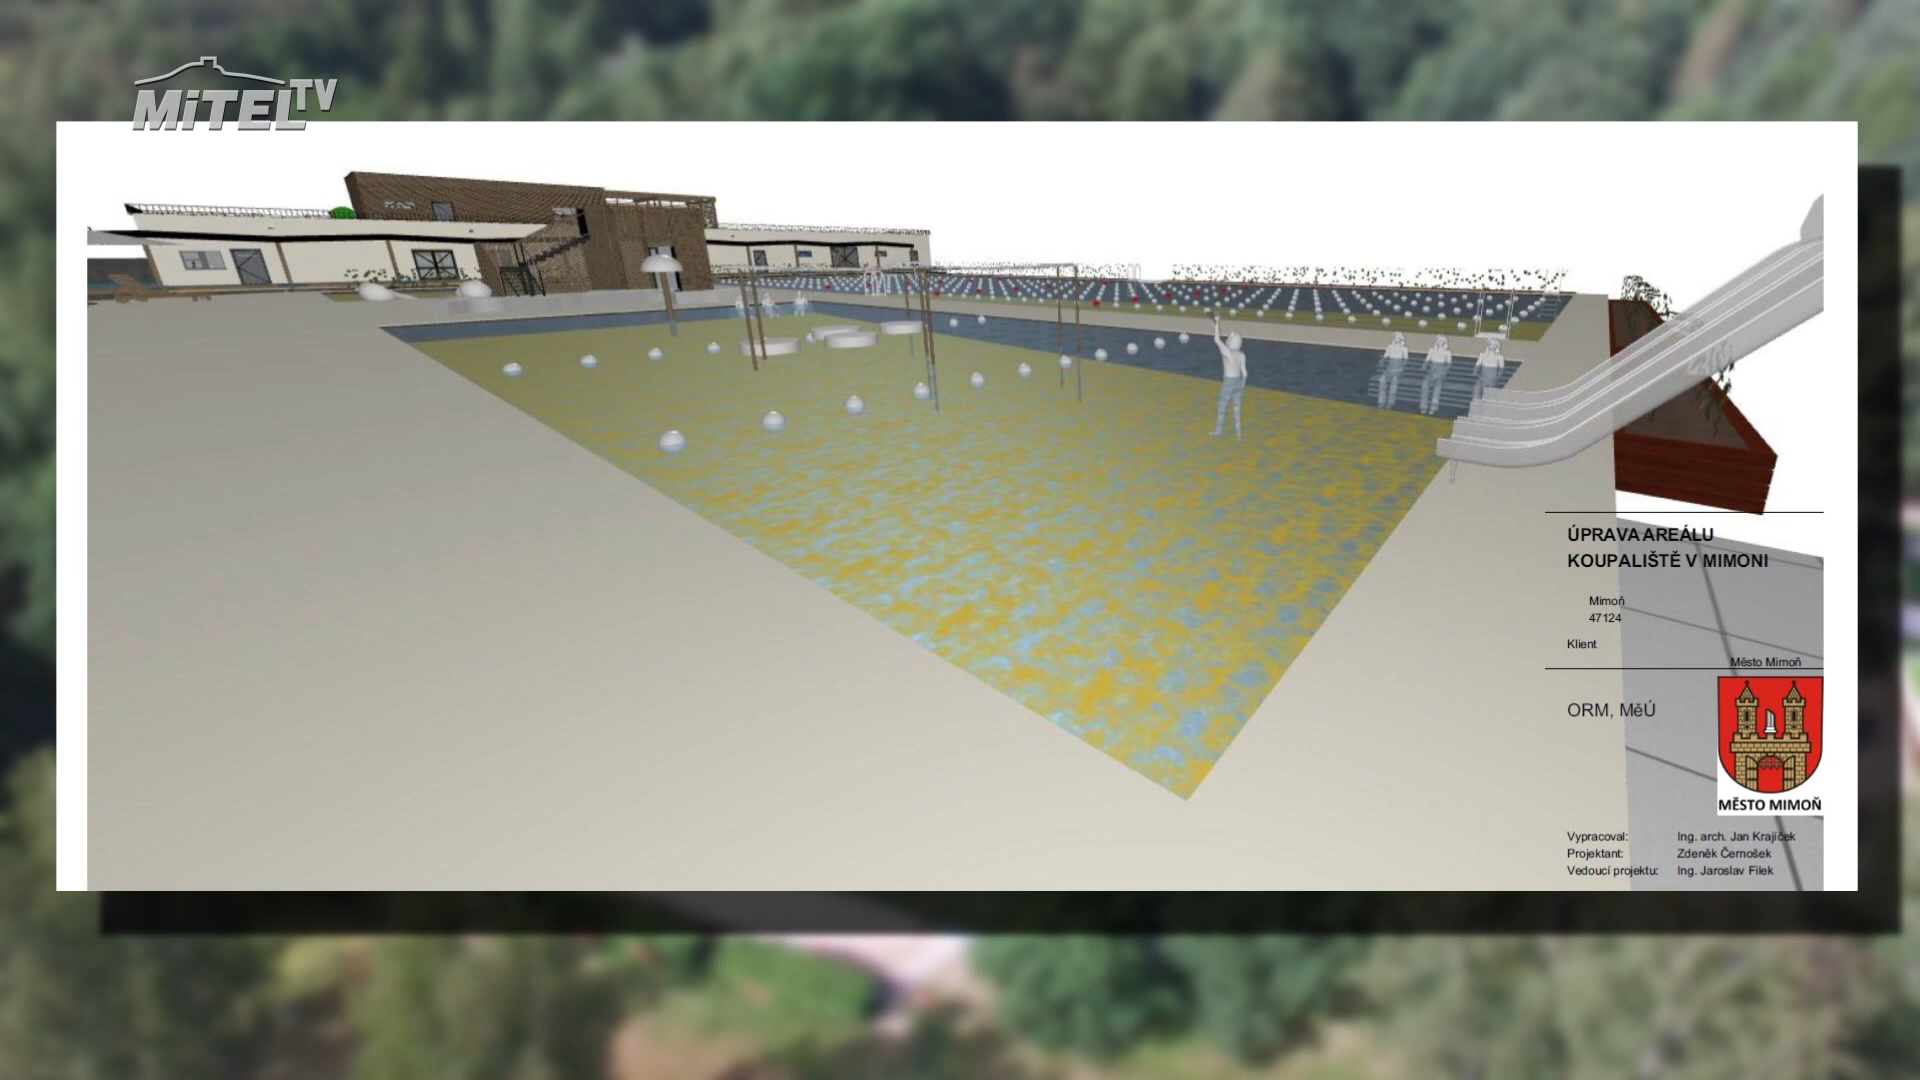 MiTEL TV
ÚPRAVA AREÁLU
KOUPALIŠTĚ V MIMONI
Mimoň
47124
Klient
Město Mimoň
ORM, MěÚ
MĚSTO MIMOŇ
Vypracoval: Ing. arch. Jan Krajíček
Projektant: Zdeněk Černošek
Vedoucí projektu: Ing. Jaroslav Filek